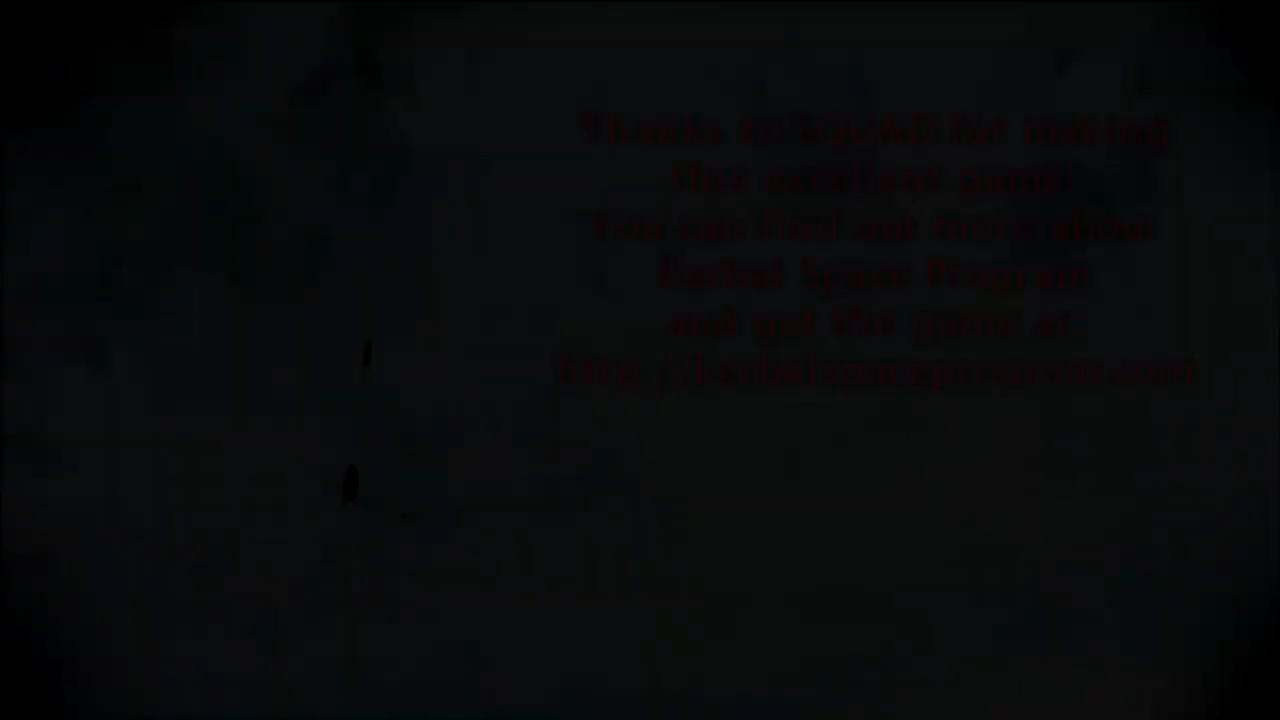 Thanks to SQUAD for making
this excellent game!
You can find out more about
Kerbal Space Program
and get the game at
http://kerbalspaceprogram.com/